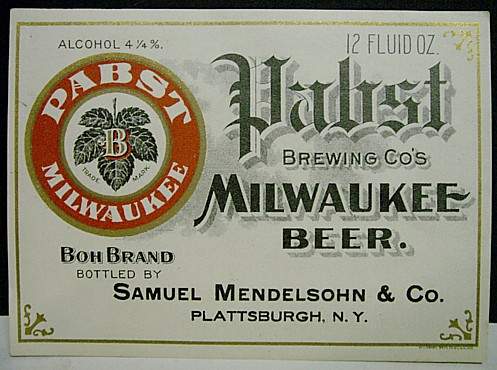 ALCOHOL 4 1/4 %.
12 FLUID OZ.
PABST
B
TRADE MARK
MILWAUKEE
Pabst
BREWING CO'S
MILWAUKEE
BEER.
BOH BRAND
BOTTLED BY
SAMUEL MENDELSOHN & CO.
PLATTSBURGH, N. Y.